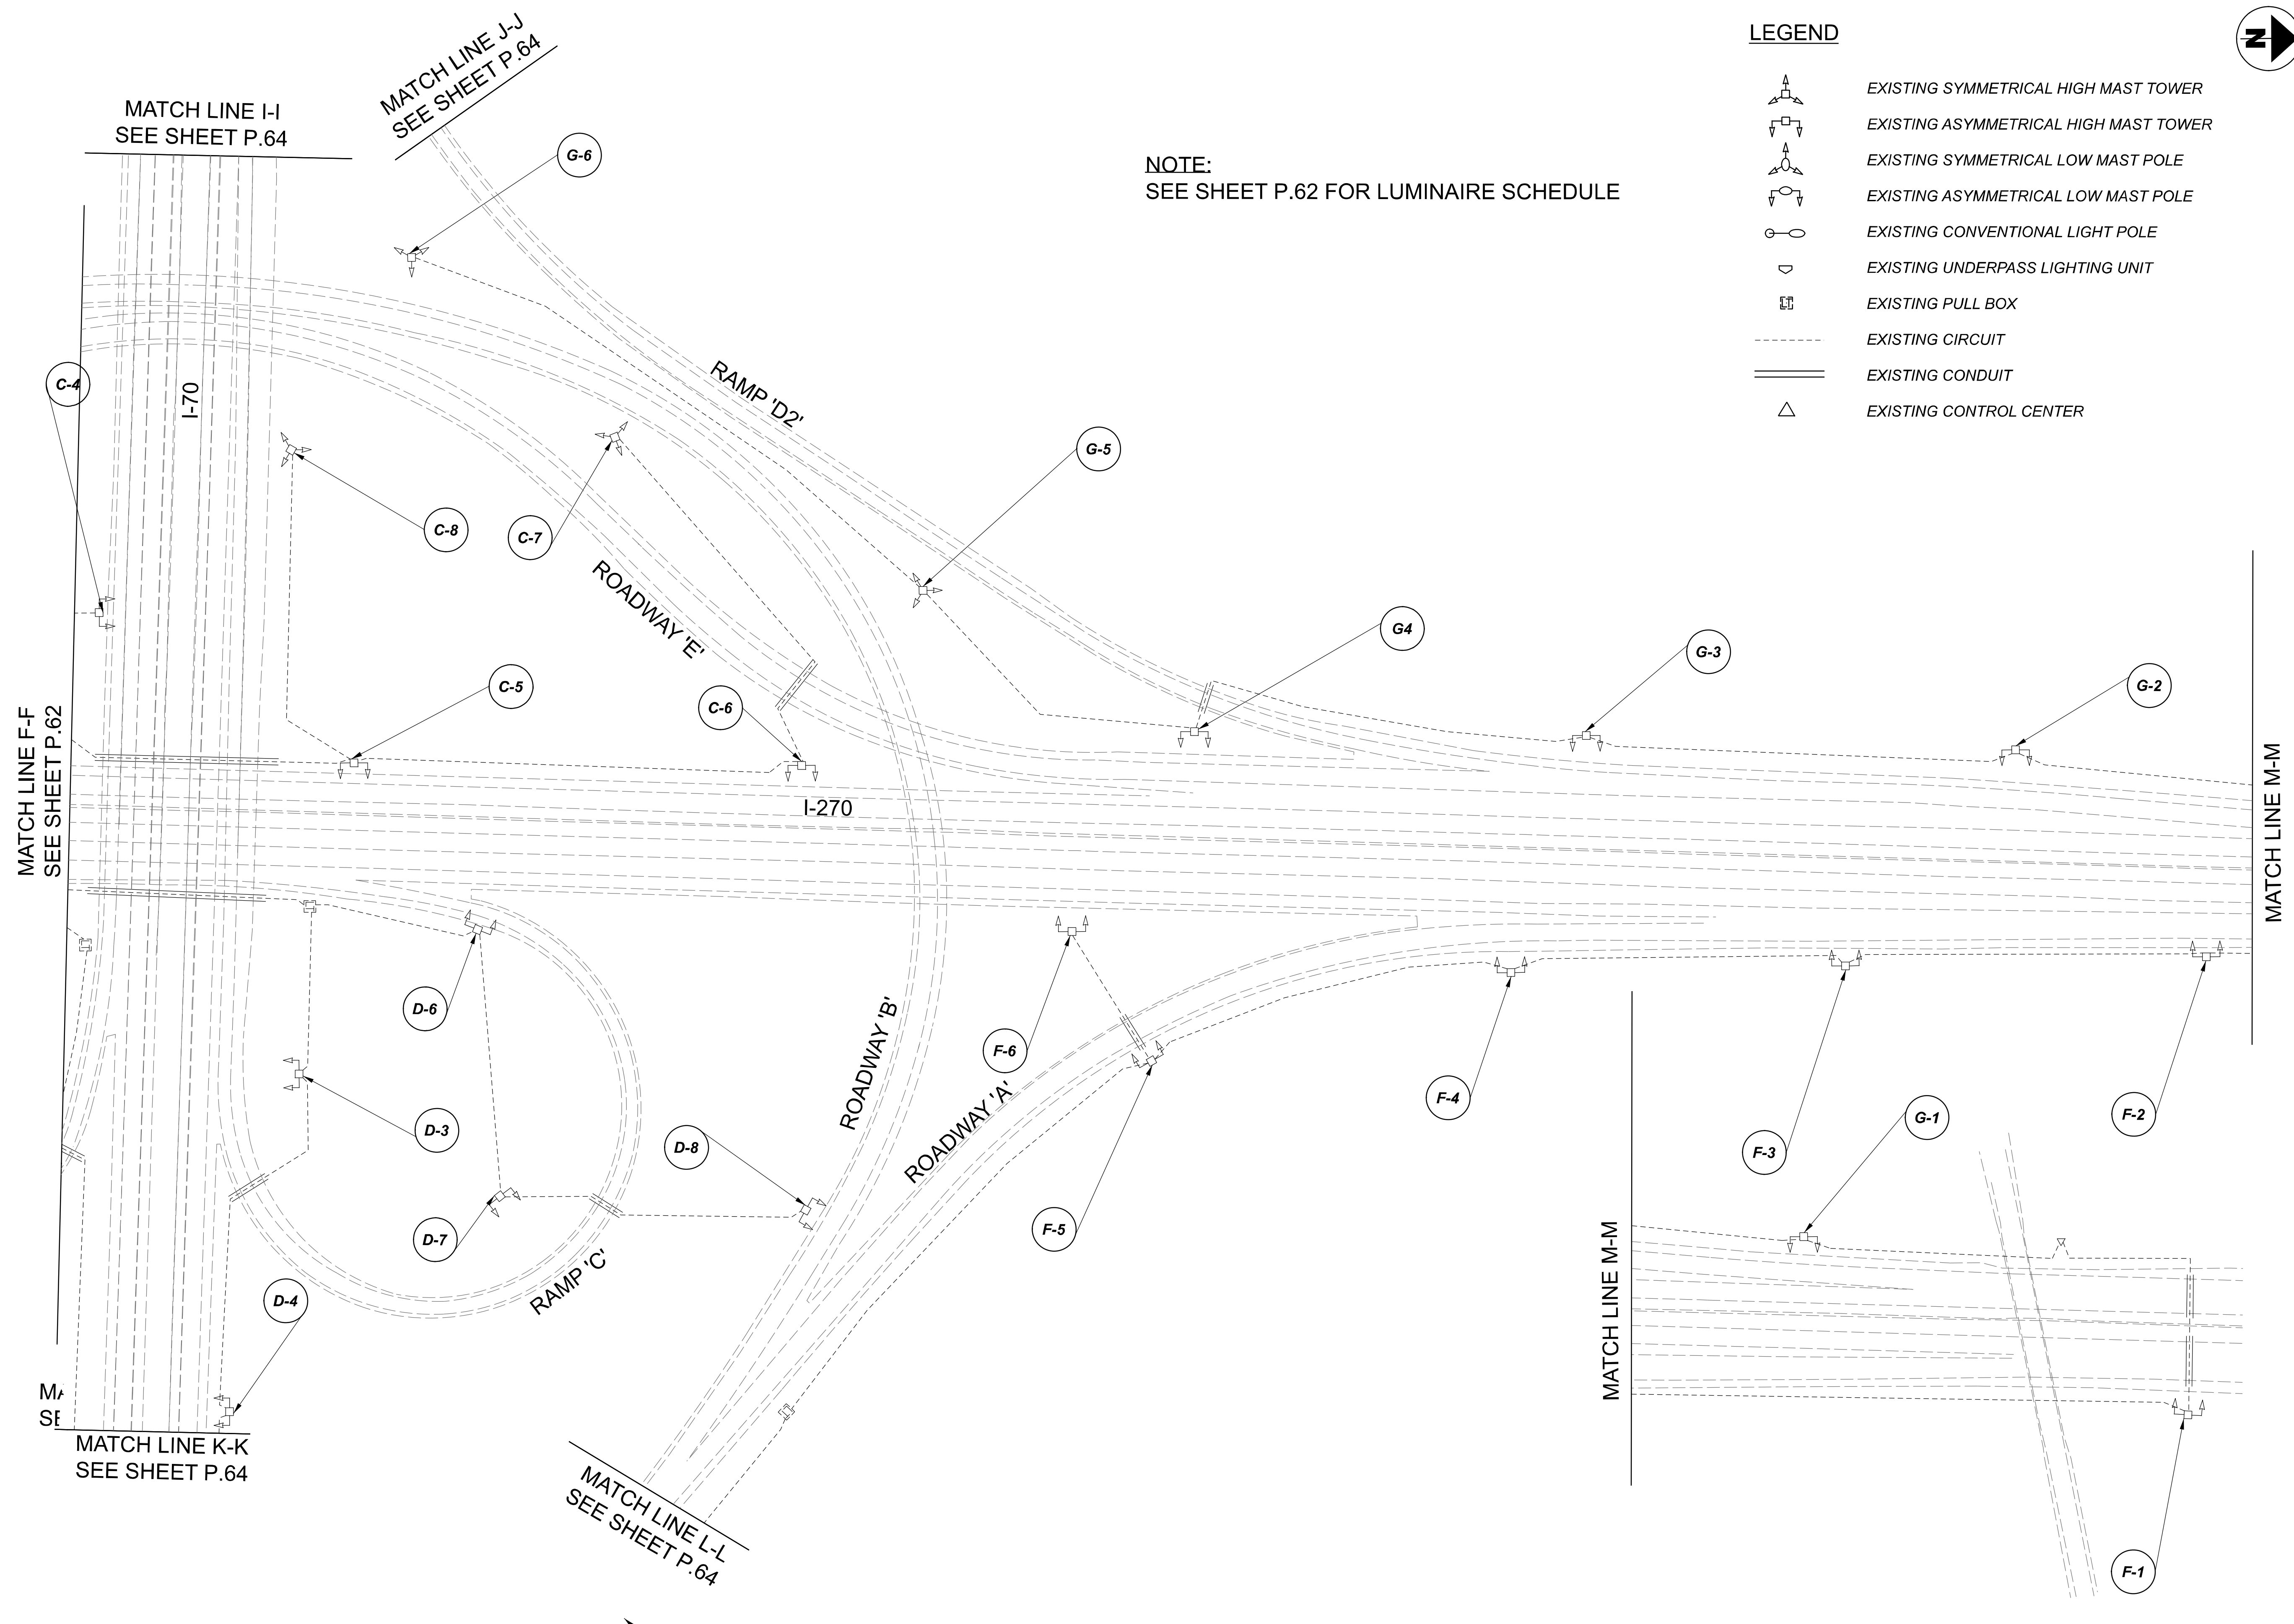 LEGEND
N
EXISTING SYMMETRICAL HIGH MAST TOWER
EXISTING ASYMMETRICAL HIGH MAST TOWER
EXISTING SYMMETRICAL LOW MAST POLE
EXISTING ASYMMETRICAL LOW MAST POLE
EXISTING CONVENTIONAL LIGHT POLE
EXISTING UNDERPASS LIGHTING UNIT
EXISTING PULL BOX
EXISTING CIRCUIT
EXISTING CONDUIT
EXISTING CONTROL CENTER
NOTE:
SEE SHEET P.62 FOR LUMINAIRE SCHEDULE
MATCH LINE J-J
SEE SHEET P.64
MATCH LINE I-I
SEE SHEET P.64
G-6
C-4
I-70
RAMP 'D2'
G-5
C-8
C-7
ROADWAY 'E'
G4
G-3
G-2
C-5
C-6
I-270
MATCH LINE F-F
SEE SHEET P.62
MATCH LINE M-M
D-6
ROADWAY 'B'
F-6
ROADWAY 'A'
F-4
F-3
F-2
G-1
D-3
D-8
D-7
F-5
RAMP 'C'
D-4
MATCH LINE M-M
MA
SE
MATCH LINE K-K
SEE SHEET P.64
MATCH LINE L-L
SEE SHEET P.64
F-1